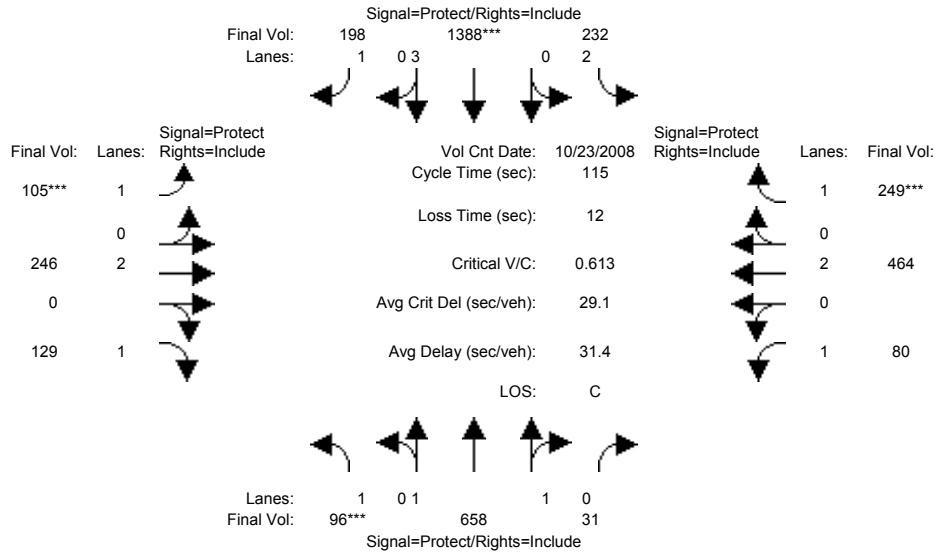 Signal=Protect/Rights=Include
Final Vol: 198 1388*** 232
Lanes: 1 0 3 0 2
Signal=Protect Signal=Protect
Final Vol: Lanes: Rights=Include Vol Cnt Date: 10/23/2008 Rights=Include Lanes: Final Vol:
Cycle Time (sec): 115
105*** 1 1 249***
Loss Time (sec): 12
0 0
246 2 Critical V/C: 0.613 2 464
0 Avg Crit Del (sec/veh): 29.1 0
129 1 Avg Delay (sec/veh): 31.4 1 80
LOS: C
Lanes: 1 0 1 1 0
Final Vol: 96*** 658 31
Signal=Protect/Rights=Include